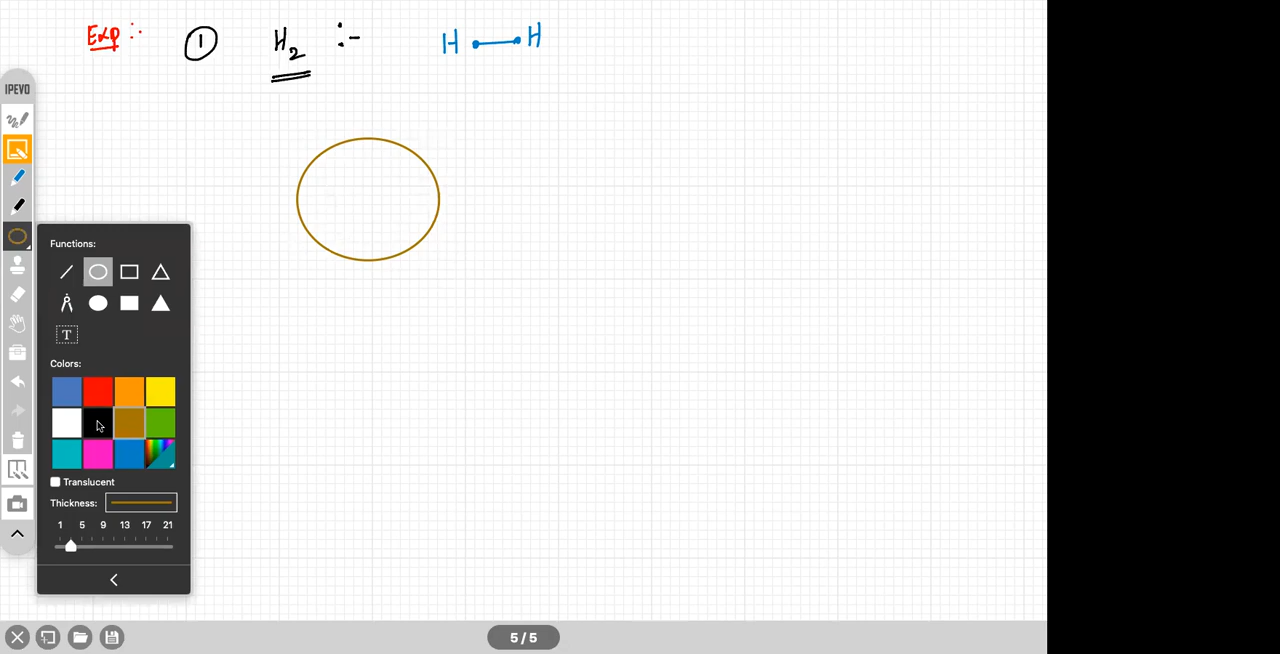 Exp :- ① H₂ :- H H
IPEVO
Functions:
T
Colors:
Translucent
Thickness:
1 5 9 13 17 21
5 / 5